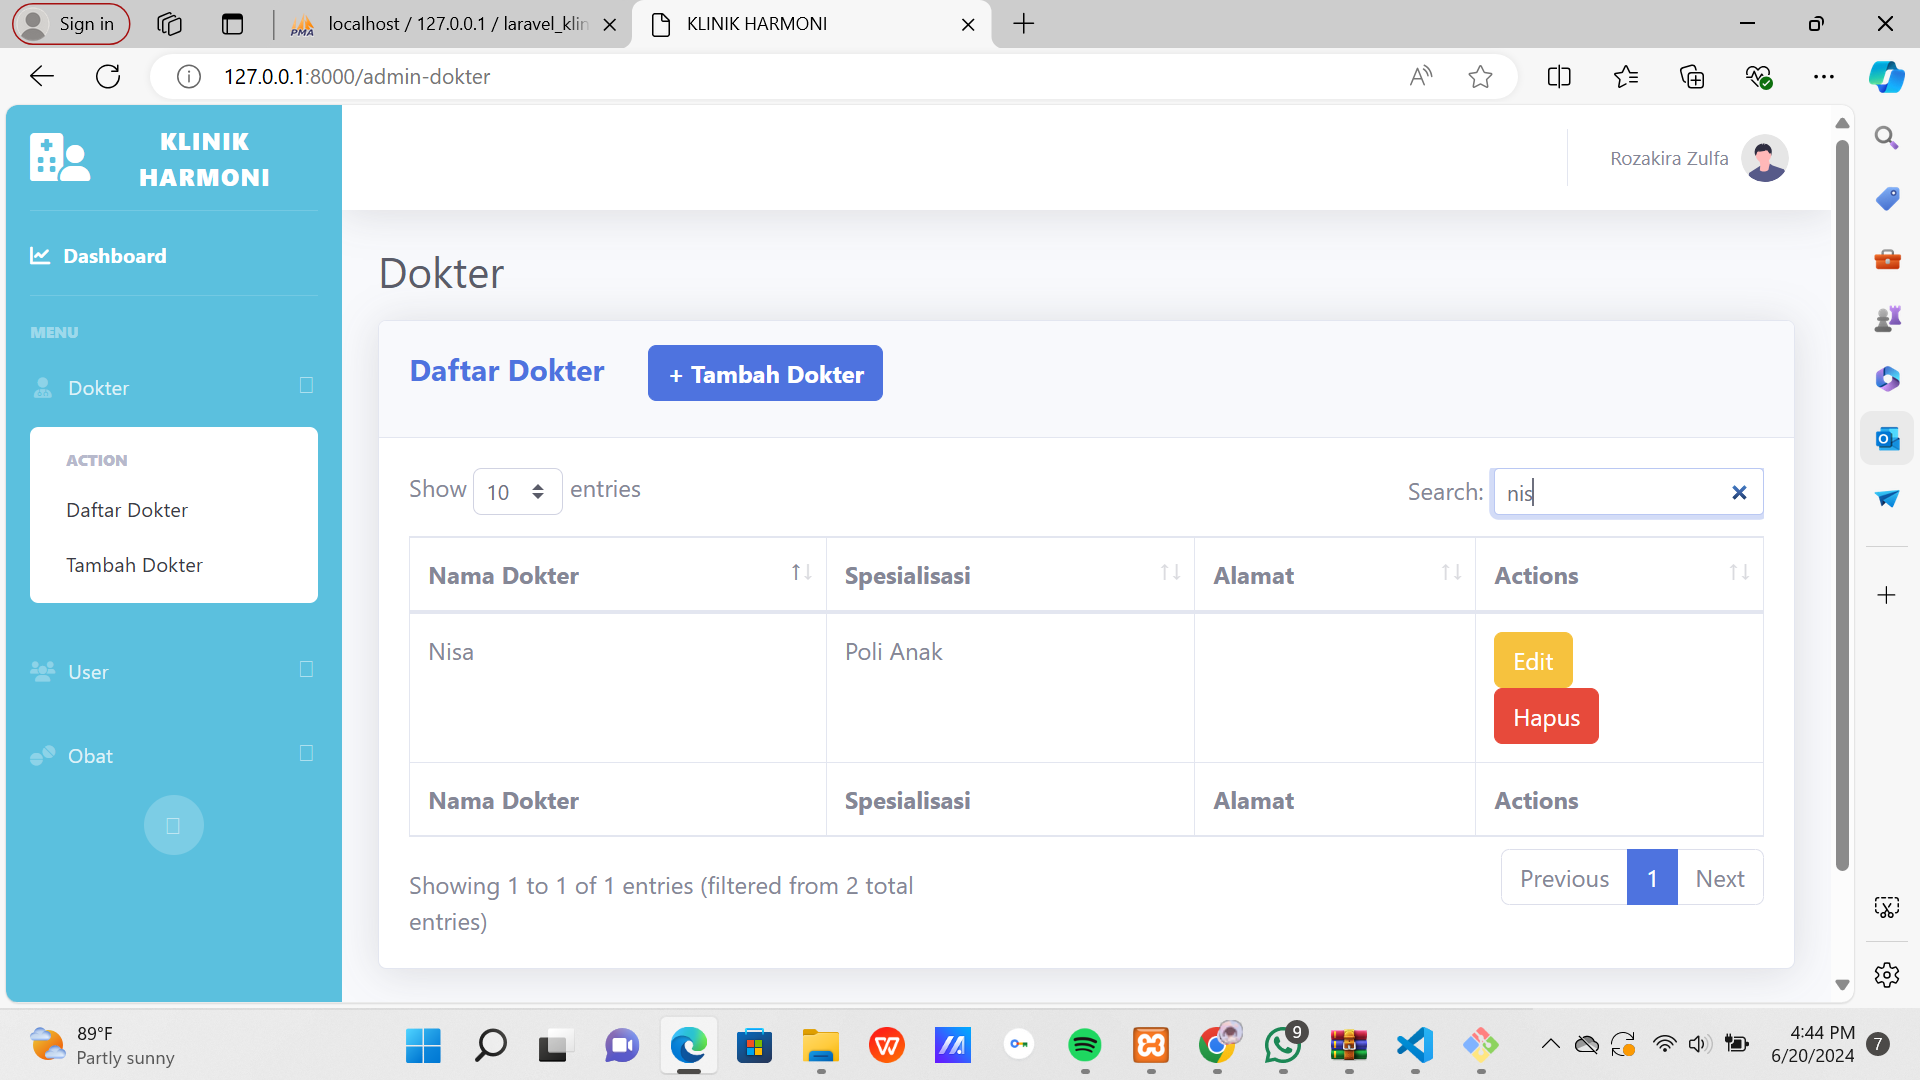 Sign in
localhost / 127.0.0.1 / laravel_klin
KLINIK HARMONI
127.0.0.1:8000/admin-dokter
KLINIK
HARMONI
Rozakira Zulfa
Dashboard
MENU
Dokter
ACTION
Daftar Dokter
Tambah Dokter
User
Obat
Dokter
Daftar Dokter
+ Tambah Dokter
Show 10 entries
Search: nis
Nama Dokter Spesialisasi Alamat Actions
Nisa Poli Anak
Edit
Hapus
Nama Dokter Spesialisasi Alamat Actions
Showing 1 to 1 of 1 entries (filtered from 2 total
entries)
Previous 1 Next
89°F
Partly sunny
9
4:44 PM
6/20/2024
7